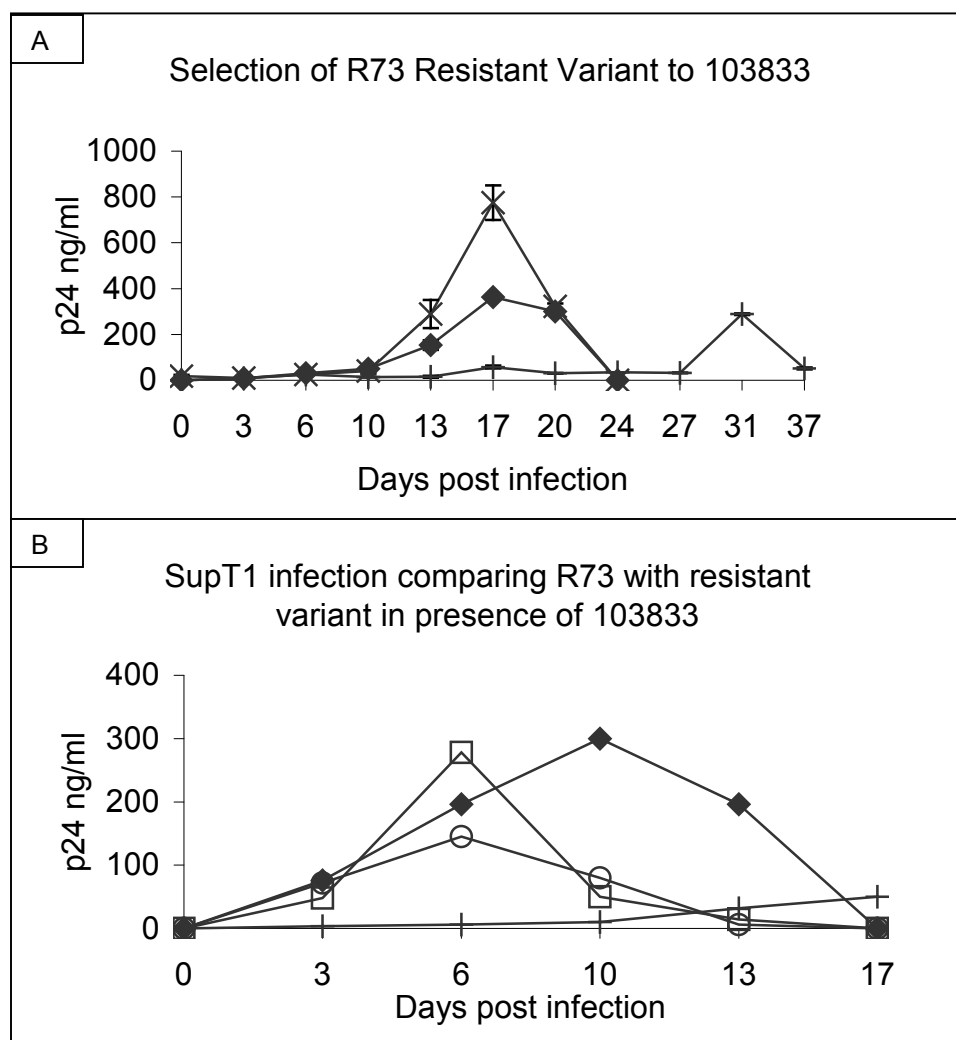 A
Selection of R73 Resistant Variant to 103833
1000
800
600
400
200
0
p24 ng/ml
0 3 6 10 13 17 20 24 27 31 37
Days post infection
B
SupT1 infection comparing R73 with resistant
variant in presence of 103833
400
300
200
100
0
p24 ng/ml
0 3 6 10 13 17
Days post infection